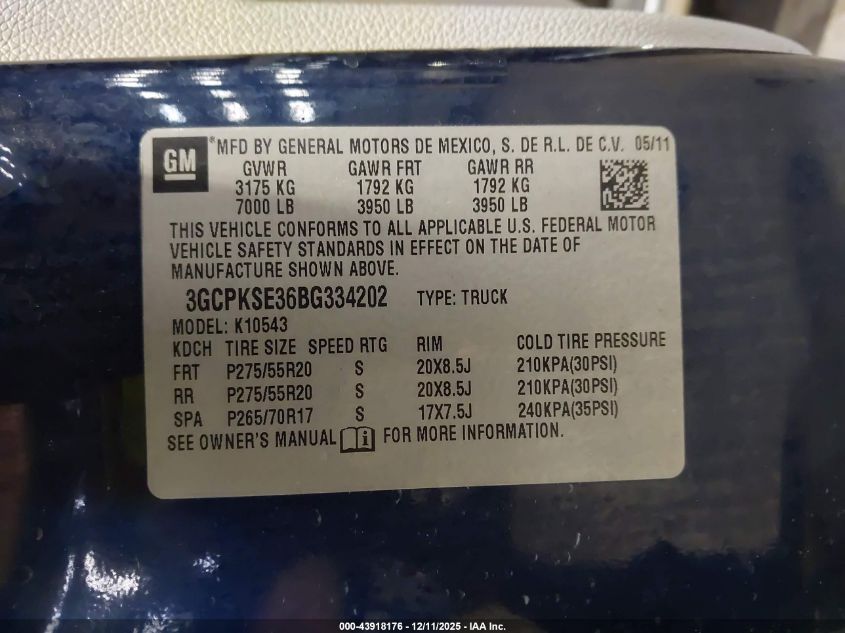 GM
*MFD BY GENERAL MOTORS DE MEXICO, S. DE R.L. DE C.V. 05/11
GVWR GAWR FRT GAWR RR
3175 KG 1792 KG 1792 KG
7000 LB 3950 LB 3950 LB
THIS VEHICLE CONFORMS TO ALL APPLICABLE U.S. FEDERAL MOTOR
VEHICLE SAFETY STANDARDS IN EFFECT ON THE DATE OF
MANUFACTURE SHOWN ABOVE.
3GCPKSE36BG334202 TYPE: TRUCK
MODEL: K10543
KDCH TIRE SIZE SPEED RTG RIM COLD TIRE PRESSURE
FRT P275/55R20 S 20X8.5J 210KPA(30PSI)
RR P275/55R20 S 20X8.5J 210KPA(30PSI)
SPA P265/70R17 S 17X7.5J 240KPA(35PSI)
SEE OWNER'S MANUAL i FOR MORE INFORMATION.
000-43918176 - 12/11/2025 - IAA Inc.